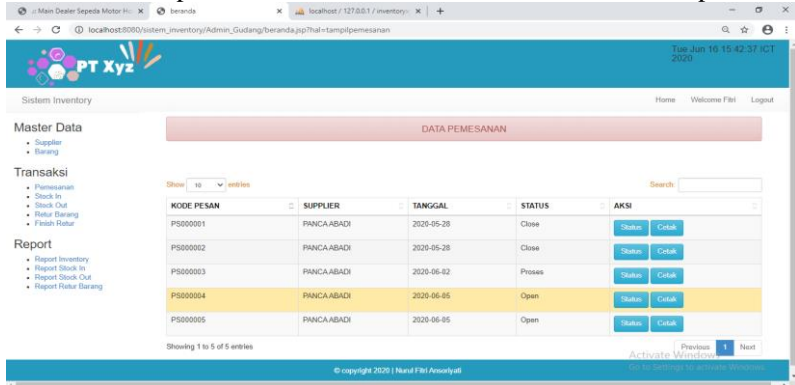 .:: Main Dealer Sepeda Motor Ho
beranda
localhost / 127.0.0.1 / inventory
localhost:8080/sistem_inventory/Admin_Gudang/beranda.jsp?hal=tampilpemesanan
PT Xyz
Tue Jun 16 15:42:37 ICT
2020
Sistem Inventory
Home Welcome Fitri Logout
Master Data
Supplier
Barang
Transaksi
Pemesanan
Stock In
Stock Out
Retur Barang
Finish Retur
Report
Report Inventory
Report Stock In
Report Stock Out
Report Retur Barang
DATA PEMESANAN
Show 10 entries
Search:
KODE PESAN SUPPLIER TANGGAL STATUS AKSI
PS000001 PANCA ABADI 2020-05-28 Close Status Cetak
PS000002 PANCA ABADI 2020-05-28 Close Status Cetak
PS000003 PANCA ABADI 2020-06-02 Proses Status Cetak
PS000004 PANCA ABADI 2020-06-05 Open Status Cetak
PS000005 PANCA ABADI 2020-06-05 Open Status Cetak
Showing 1 to 5 of 5 entries
Previous 1 Next
Activate Windows
Go to Settings to activate Windows.
© copyright 2020 | Nurul Fitri Ansoriyati